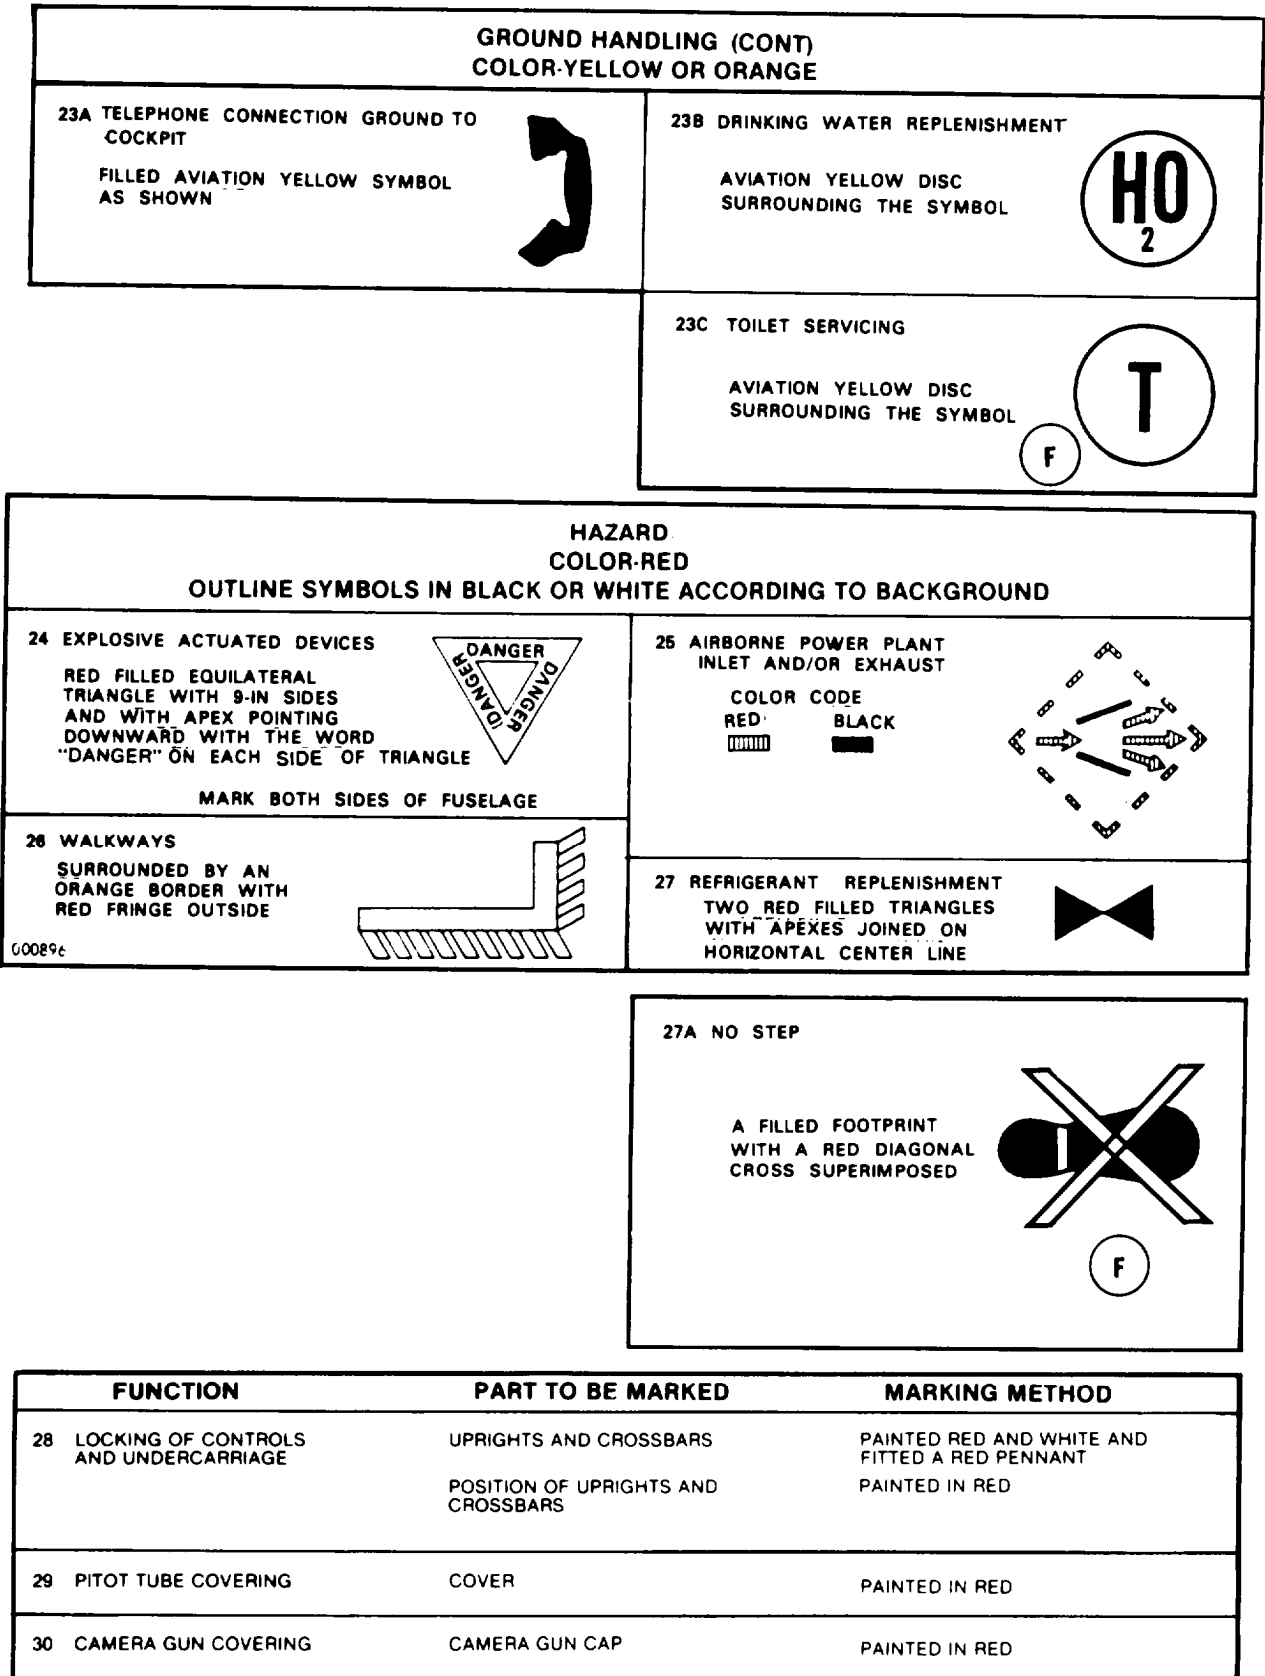 GROUND HANDLING (CONT)
COLOR-YELLOW OR ORANGE
23A TELEPHONE CONNECTION GROUND TO
COCKPIT
FILLED AVIATION YELLOW SYMBOL
AS SHOWN
23B DRINKING WATER REPLENISHMENT
AVIATION YELLOW DISC
SURROUNDING THE SYMBOL
HO
2
23C TOILET SERVICING
AVIATION YELLOW DISC
SURROUNDING THE SYMBOL
T
F
HAZARD
COLOR-RED
OUTLINE SYMBOLS IN BLACK OR WHITE ACCORDING TO BACKGROUND
24 EXPLOSIVE ACTUATED DEVICES
RED FILLED EQUILATERAL
TRIANGLE WITH 9-IN SIDES
AND WITH APEX POINTING
DOWNWARD WITH THE WORD
"DANGER" ON EACH SIDE OF TRIANGLE
MARK BOTH SIDES OF FUSELAGE
DANGER
DANGER
DANGER
25 AIRBORNE POWER PLANT
INLET AND/OR EXHAUST
COLOR CODE
RED BLACK
26 WALKWAYS
SURROUNDED BY AN
ORANGE BORDER WITH
RED FRINGE OUTSIDE
000896
27 REFRIGERANT REPLENISHMENT
TWO RED FILLED TRIANGLES
WITH APEXES JOINED ON
HORIZONTAL CENTER LINE
27A NO STEP
A FILLED FOOTPRINT
WITH A RED DIAGONAL
CROSS SUPERIMPOSED
F
FUNCTION PART TO BE MARKED MARKING METHOD
28 LOCKING OF CONTROLS
AND UNDERCARRIAGE
UPRIGHTS AND CROSSBARS
PAINTED RED AND WHITE AND
FITTED A RED PENNANT
POSITION OF UPRIGHTS AND
CROSSBARS
PAINTED IN RED
29 PITOT TUBE COVERING COVER PAINTED IN RED
30 CAMERA GUN COVERING CAMERA GUN CAP PAINTED IN RED